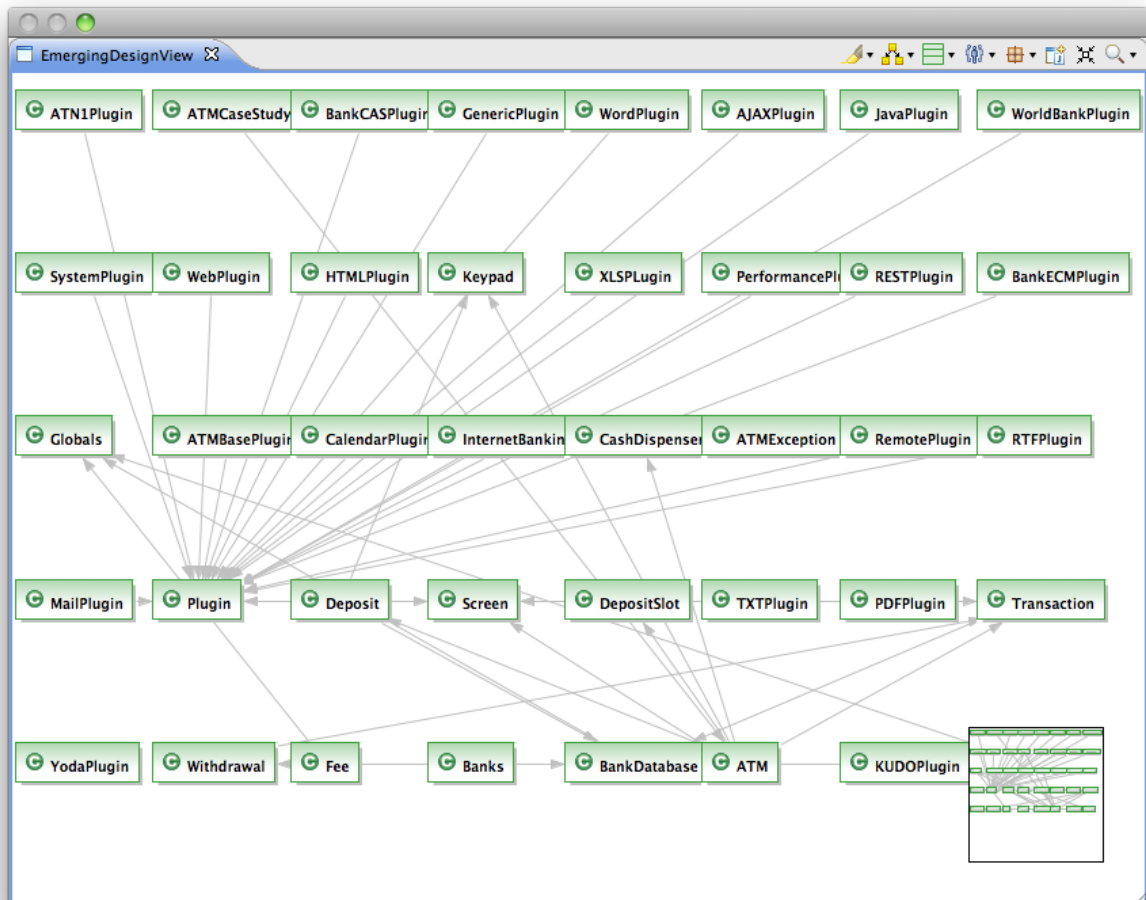 EmergingDesignView
ATN1Plugin
ATMCaseStudy
BankCASPlugin
GenericPlugin
WordPlugin
AJAXPlugin
JavaPlugin
WorldBankPlugin
SystemPlugin
WebPlugin
HTMLPlugin
Keypad
XLSPLugin
PerformancePlu
RESTPlugin
BankECMPlugin
Globals
ATMBasePlugin
CalendarPlugin
InternetBankin
CashDispenser
ATMException
RemotePlugin
RTFPlugin
MailPlugin
Plugin
Deposit
Screen
DepositSlot
TXTPlugin
PDFPlugin
Transaction
YodaPlugin
Withdrawal
Fee
Banks
BankDatabase
ATM
KUDOPlugin